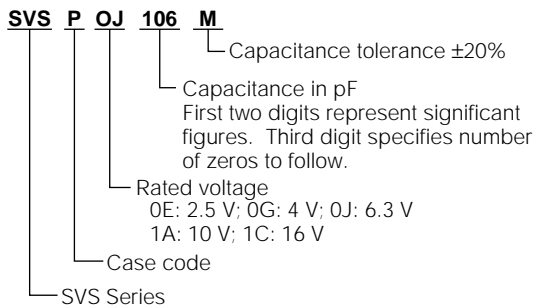 SVS P OJ 106 M
Capacitance tolerance ±20%
Capacitance in pF
First two digits represent significant
figures. Third digit specifies number
of zeros to follow.
Rated voltage
0E: 2.5 V; 0G: 4 V; 0J: 6.3 V
1A: 10 V; 1C: 16 V
Case code
SVS Series